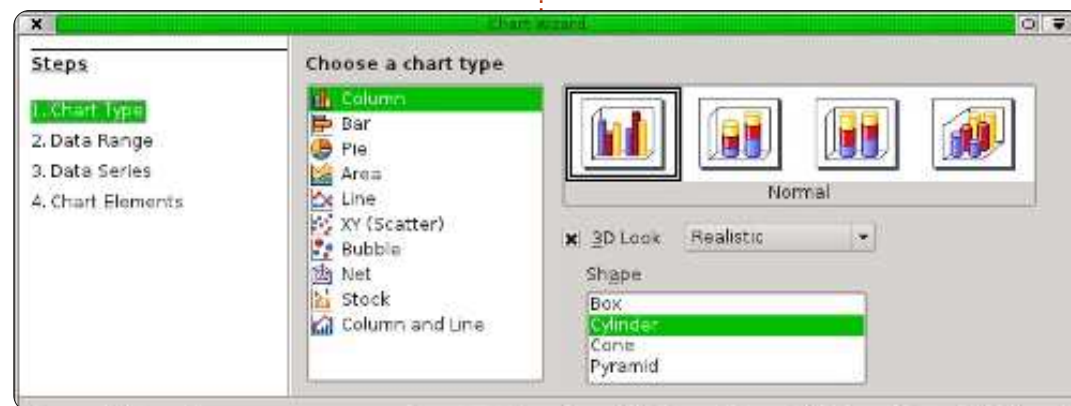 Chart wizard
Steps
1. Chart Type
2. Data Range
3. Data Series
4. Chart Elements
Choose a chart type
Column
Bar
Pie
Area
Line
XY (Scatter)
Bubble
Net
Stock
Column and Line
Normal
3D Look
Realistic
Shape
Box
Cylinder
Cone
Pyramid